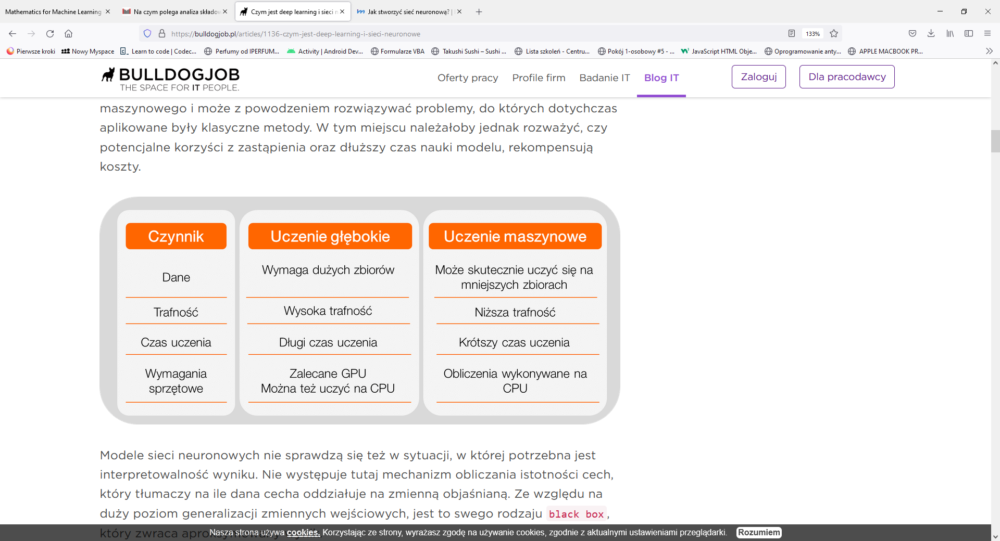 Mathematics for Machine Learning
Na czym polega analiza składow
Czym jest deep learning i sieci n
Jak stworzyć sieć neuronową? |
https://bulldogjob.pl/articles/1136-czym-jest-deep-learning-i-sieci-neuronowe
133%
Pierwsze kroki
Nowy Myspace
Learn to code | Codec...
Perfumy od IPERFUM...
Activity | Android Dev...
Formularze VBA
Takushi Sushi – Sushi ...
Lista szkoleń - Centru...
Pokój 1-osobowy #5 - ...
JavaScript HTML Obje...
Oprogramowanie anty...
APPLE MACBOOK PR...
BULLDOGJOB
THE SPACE FOR IT PEOPLE.
Oferty pracy
Profile firm
Badanie IT
Blog IT
Zaloguj
Dla pracodawcy
maszynowego i może z powodzeniem rozwiązywać problemy, do których dotychczas
aplikowane były klasyczne metody. W tym miejscu należałoby jednak rozważyć, czy
potencjalne korzyści z zastąpienia oraz dłuższy czas nauki modelu, rekompensują
koszty.
Czynnik
Uczenie głębokie
Uczenie maszynowe
Dane
Wymaga dużych zbiorów
Może skutecznie uczyć się na
mniejszych zbiorach
Trafność
Wysoka trafność
Niższa trafność
Czas uczenia
Długi czas uczenia
Krótszy czas uczenia
Wymagania
sprzętowe
Zalecane GPU
Można też uczyć na CPU
Obliczenia wykonywane na
CPU
Modele sieci neuronowych nie sprawdzą się też w sytuacji, w której potrzebna jest
interpretowalność wyniku. Nie występuje tutaj mechanizm obliczania istotności cech,
który tłumaczy na ile dana cecha oddziałuje na zmienną objaśnianą. Ze względu na
duży poziom generalizacji zmiennych wejściowych, jest to swego rodzaju black box,
który zwraca
Nasza strona używa cookies. Korzystając ze strony, wyrażasz zgodę na używanie cookies, zgodnie z aktualnymi ustawieniami przeglądarki.
Rozumiem